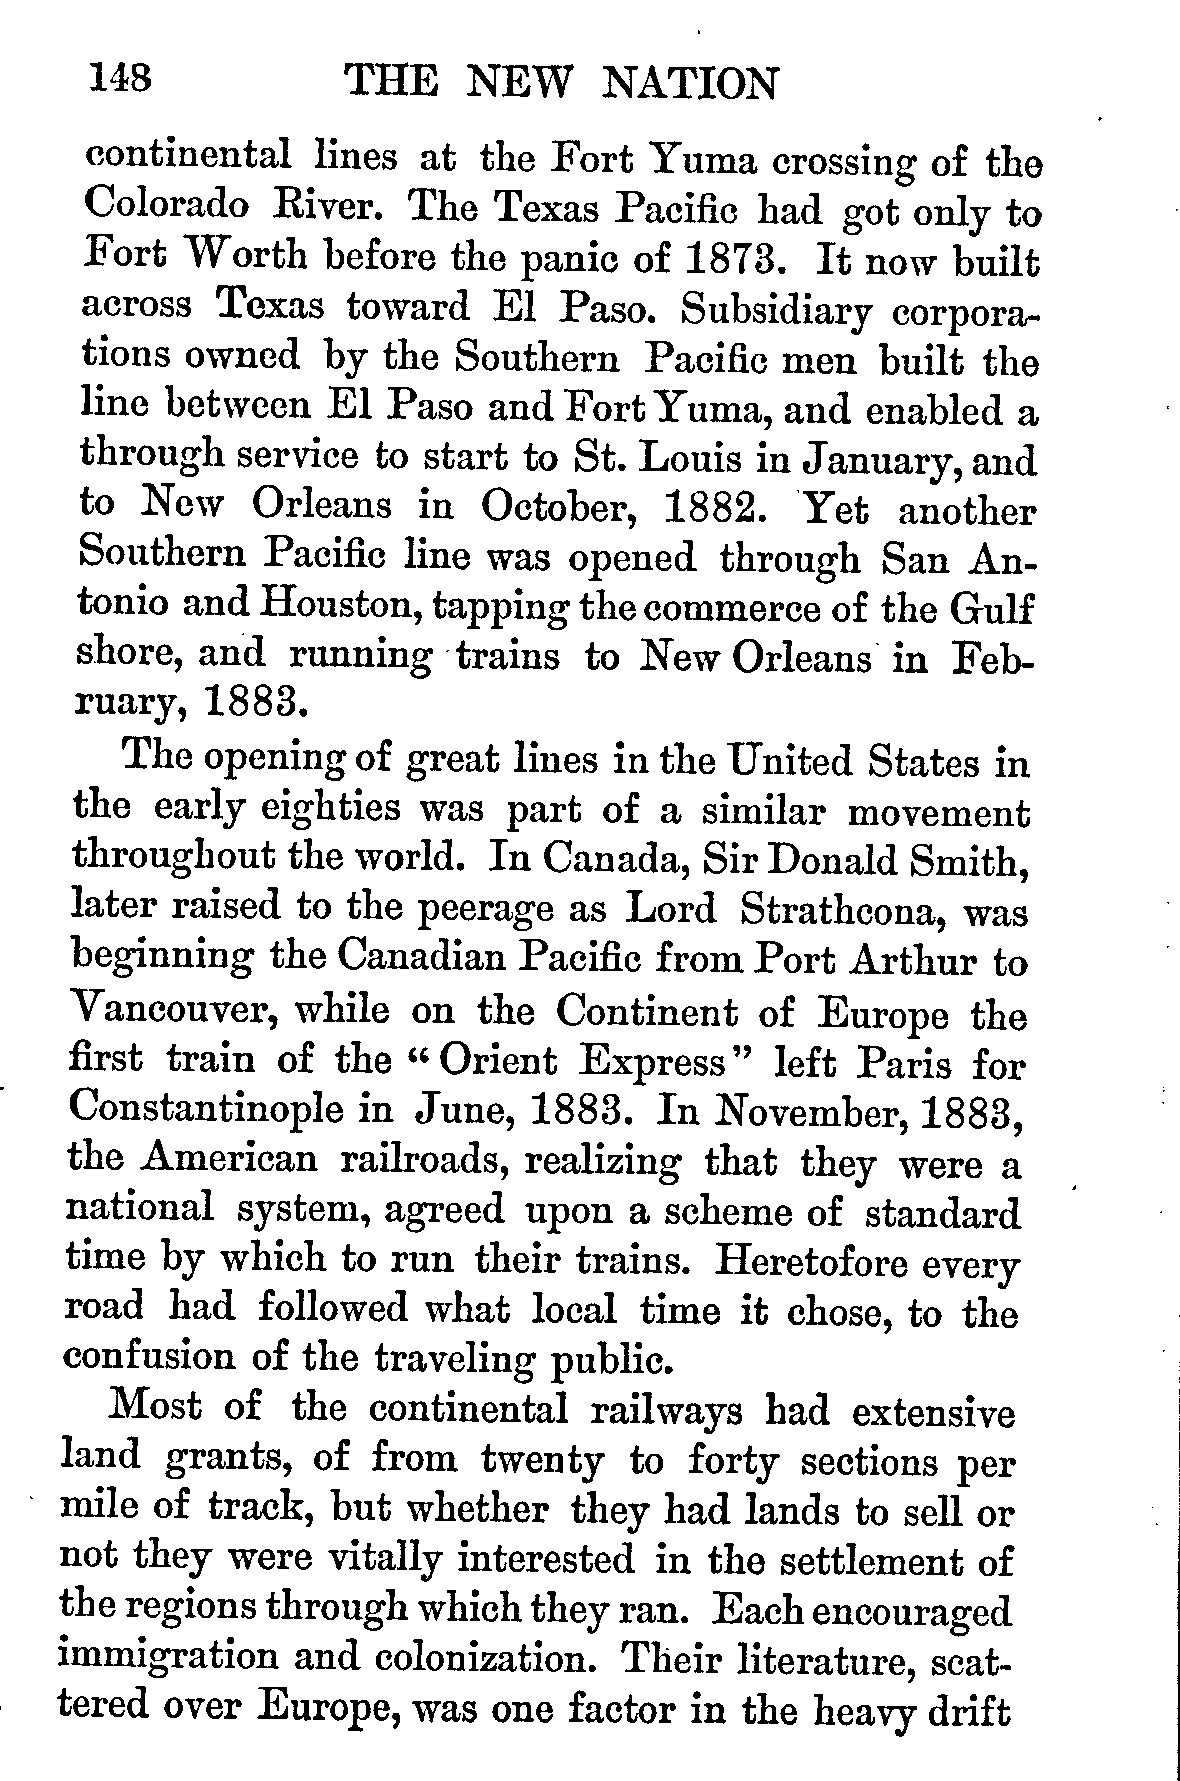 148 THE NEW NATION
continental lines at the Fort Yuma crossing of the
Colorado River. The Texas Pacific had got only to
Fort Worth before the panic of 1873. It now built
across Texas toward El Paso. Subsidiary corpora-
tions owned by the Southern Pacific men built the
line between El Paso and Fort Yuma, and enabled a
through service to start to St. Louis in January, and
to New Orleans in October, 1882. Yet another
Southern Pacific line was opened through San An-
tonio and Houston, tapping the commerce of the Gulf
shore, and running trains to New Orleans in Feb-
ruary, 1883.
The opening of great lines in the United States in
the early eighties was part of a similar movement
throughout the world. In Canada, Sir Donald Smith,
later raised to the peerage as Lord Strathcona, was
beginning the Canadian Pacific from Port Arthur to
Vancouver, while on the Continent of Europe the
first train of the “Orient Express” left Paris for
Constantinople in June, 1883. In November, 1883,
the American railroads, realizing that they were a
national system, agreed upon a scheme of standard
time by which to run their trains. Heretofore every
road had followed what local time it chose, to the
confusion of the traveling public.
Most of the continental railways had extensive
land grants, of from twenty to forty sections per
mile of track, but whether they had lands to sell or
not they were vitally interested in the settlement of
the regions through which they ran. Each encouraged
immigration and colonization. Their literature, scat-
tered over Europe, was one factor in the heavy drift